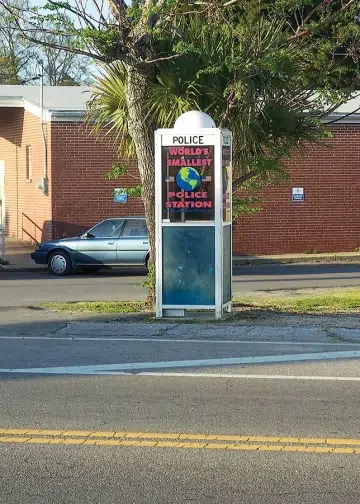 POLICE
WORLD'S
SMALLEST
POLICE
STATION